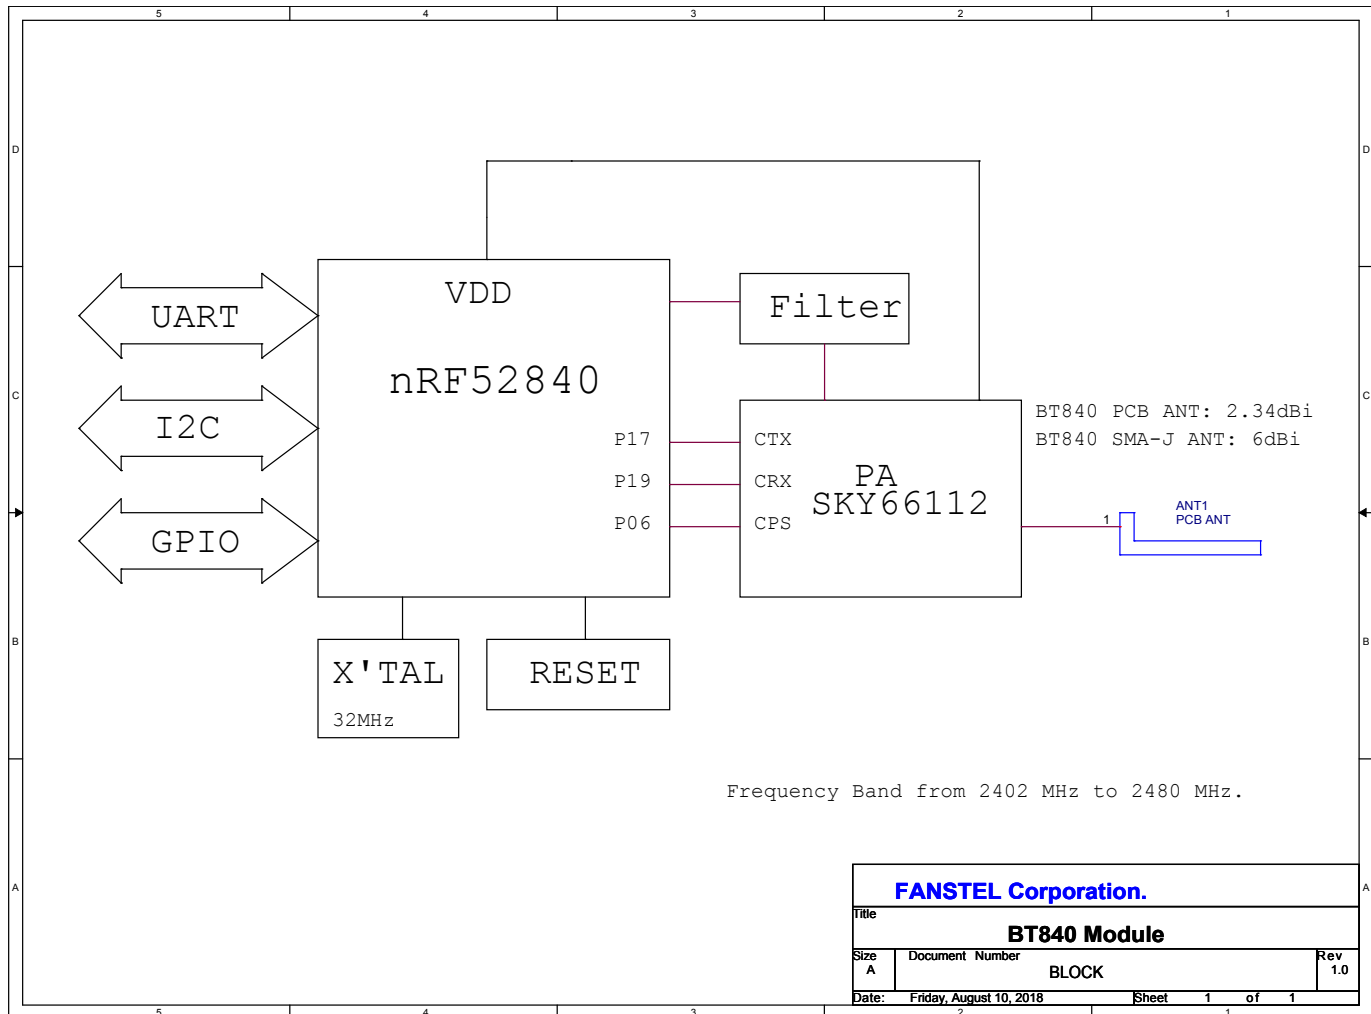 5 4 3 2 1
D D
VDD
UART
Filter
nRF52840
C C
BT840 PCB ANT: 2.34dBi
I2C
P17 CTX
BT840 SMA-J ANT: 6dBi
PA
P19 CRX
SKY66112
ANT1
P06 CPS
1 PCB ANT
GPIO
B B
X'TAL
RESET
32MHz
Frequency Band from 2402 MHz to 2480 MHz.
A A
FANSTEL Corporation.
Title
BT840 Module
Size Document Number Rev
A BLOCK 1.0
Date: Friday, August 10, 2018 Sheet 1 of 1
5 4 3 2 1